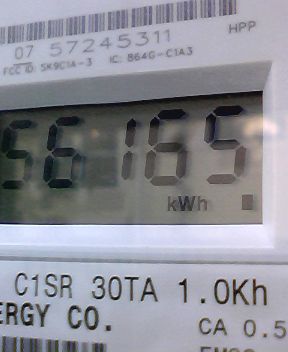 07 57245311
HPP
FCC ID: SK9C1A-3 IC: 864G-C1A3
56165
kWh
C1SR 30TA 1.0Kh
ERGY CO.
CA 0.5